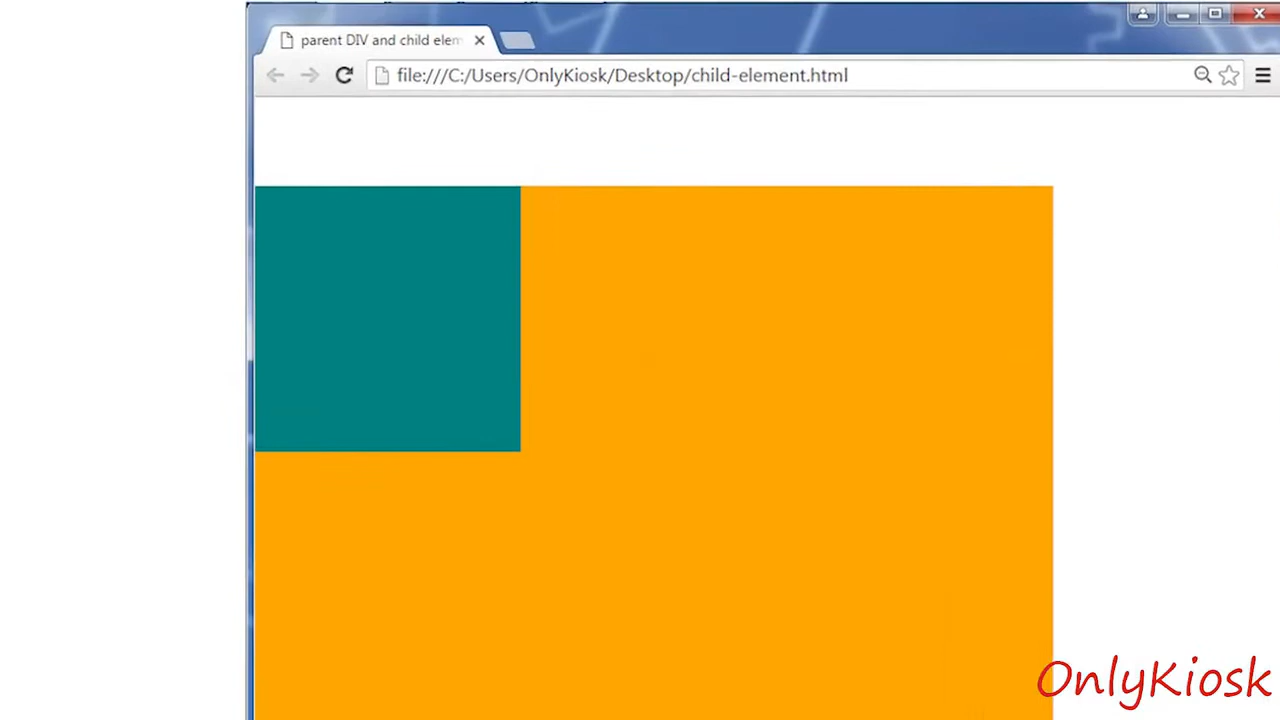 parent DIV and child elem
file:///C:/Users/OnlyKiosk/Desktop/child-element.html
OnlyKiosk